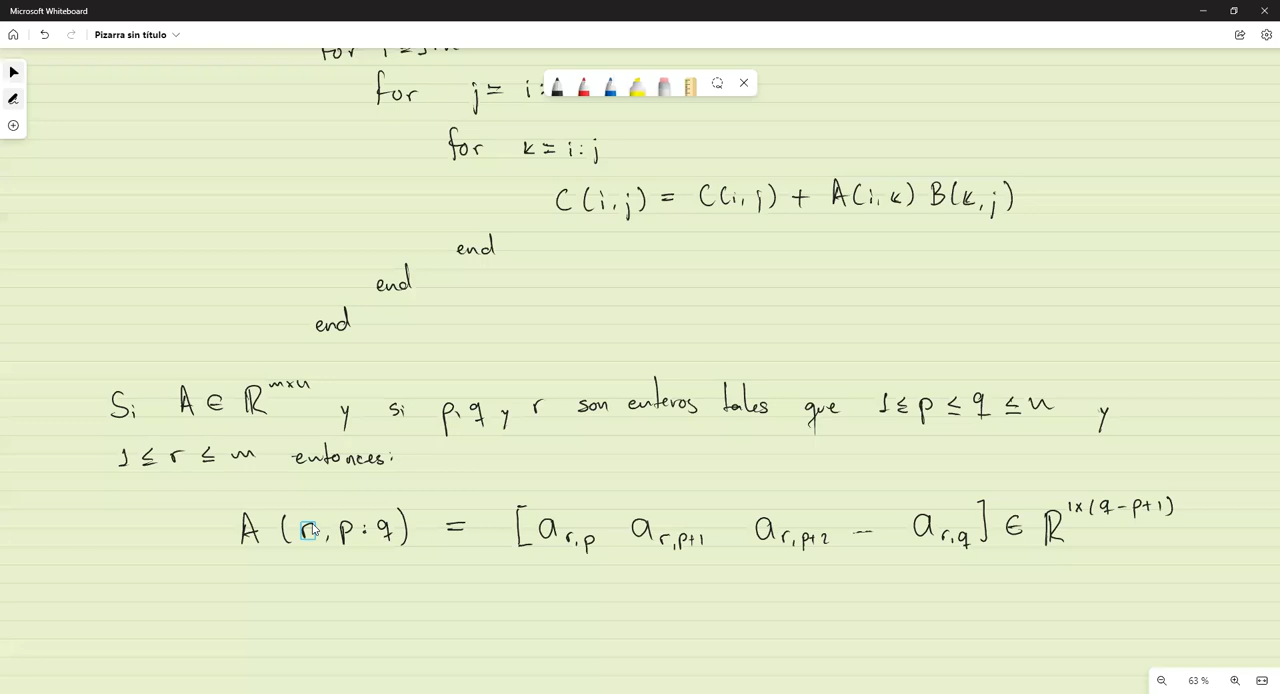 Microsoft Whiteboard
Pizarra sin título
for
for j = i:
for k = i:j
C(i,j) = C(i,j) + A(i,k) B(k,j)
end
end
end
Si A ∈ ℝ^{m×n} y si p, q y r son enteros tales que 1 ≤ p ≤ q ≤ n y
1 ≤ r ≤ m entonces:
A (r, p:q) = [a_{r,p} a_{r,p+1} a_{r,p+2} ... a_{r,q}] ∈ ℝ^{1×(q-p+1)}
63 %